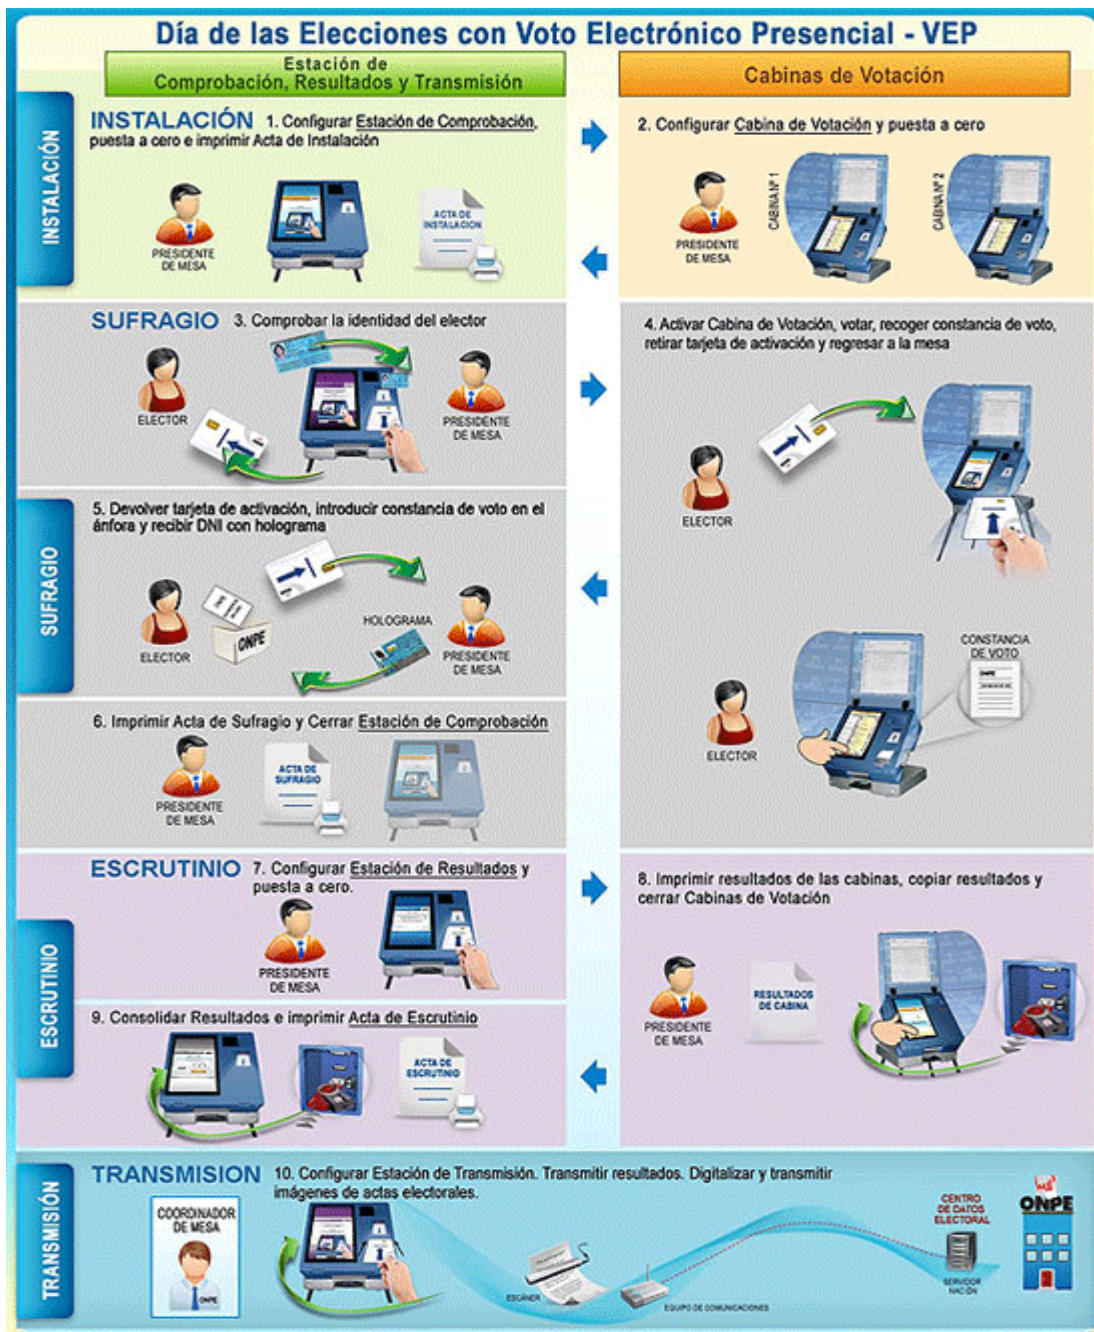 Día de las Elecciones con Voto Electrónico Presencial - VEP
Estación de
Comprobación, Resultados y Transmisión
Cabinas de Votación
INSTALACIÓN
INSTALACIÓN 1. Configurar Estación de Comprobación,
puesta a cero e imprimir Acta de Instalación
PRESIDENTE
DE MESA
ACTA DE
INSTALACION
2. Configurar Cabina de Votación y puesta a cero
PRESIDENTE
DE MESA
CABINA Nº 1
CABINA Nº 2
SUFRAGIO
SUFRAGIO 3. Comprobar la identidad del elector
ELECTOR
PRESIDENTE
DE MESA
4. Activar Cabina de Votación, votar, recoger constancia de voto,
retirar tarjeta de activación y regresar a la mesa
ELECTOR
5. Devolver tarjeta de activación, introducir constancia de voto en el
ánfora y recibir DNI con holograma
ELECTOR
ONPE
HOLOGRAMA
PRESIDENTE
DE MESA
ELECTOR
CONSTANCIA
DE VOTO
ONPE
6. Imprimir Acta de Sufragio y Cerrar Estación de Comprobación
PRESIDENTE
DE MESA
ACTA DE
SUFRAGIO
ESCRUTINIO
ESCRUTINIO 7. Configurar Estación de Resultados y
puesta a cero.
PRESIDENTE
DE MESA
8. Imprimir resultados de las cabinas, copiar resultados y
cerrar Cabinas de Votación
PRESIDENTE
DE MESA
RESULTADOS
DE CABINA
9. Consolidar Resultados e imprimir Acta de Escrutinio
ACTA DE
ESCRUTINIO
TRANSMISIÓN
TRANSMISION 10. Configurar Estación de Transmisión. Transmitir resultados. Digitalizar y transmitir
imágenes de actas electorales.
COORDINADOR
DE MESA
ONPE
ESCÁNER
EQUIPO DE COMUNICACIONES
CENTRO
DE DATOS
ELECTORAL
SERVIDOR
NACIÓN
ONPE